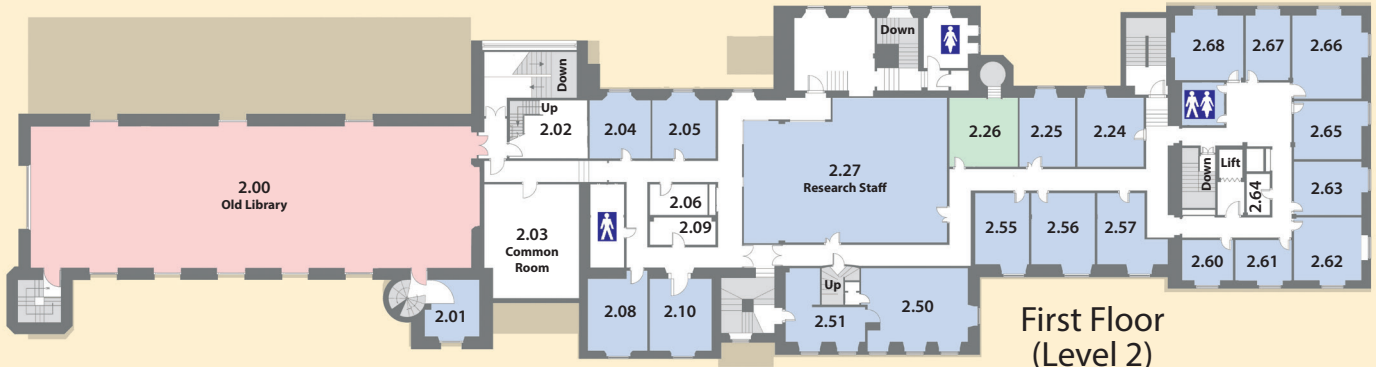 2.68
2.67
2.66
Down
Down
Up
2.02
2.04
2.05
2.26
2.25
2.24
2.65
2.00
Old Library
2.27
Research Staff
Down
Lift
2.64
2.63
2.06
2.09
2.03
Common
Room
2.55
2.56
2.57
2.60
2.61
2.62
2.01
2.08
2.10
Up
2.51
2.50
First Floor
(Level 2)